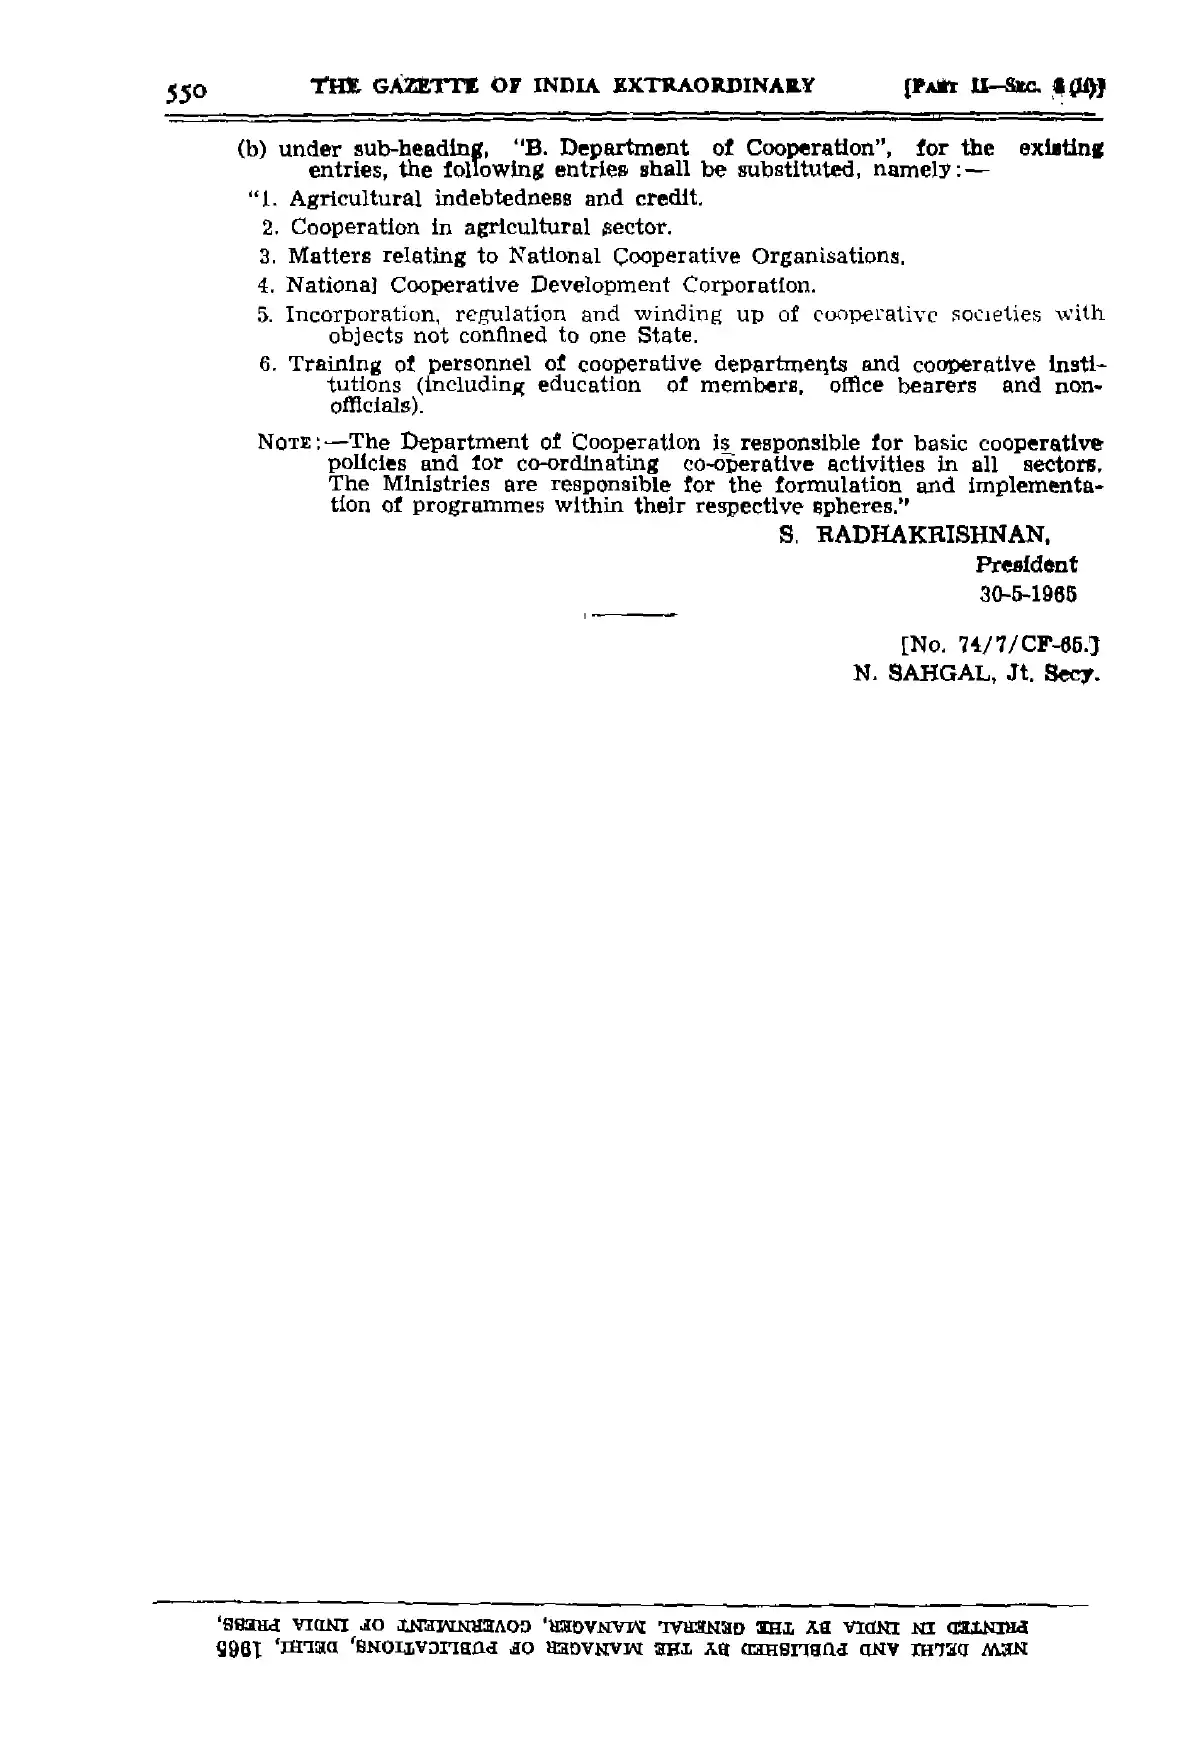 550 THE GAZETTE OF INDIA EXTRAORDINARY [PART II—SEC.
(b) under sub-heading, "B. Department of Cooperation", for the existing
entries, the following entries shall be substituted, namely:—
"1. Agricultural indebtedness and credit.
2. Cooperation in agricultural sector.
3. Matters relating to National Cooperative Organisations.
4. National Cooperative Development Corporation.
5. Incorporation, regulation and winding up of cooperative societies with
objects not confined to one State.
6. Training of personnel of cooperative departments and cooperative insti-
tutions (including education of members, office bearers and non-
officials).
NOTE:—The Department of Cooperation is responsible for basic cooperative
policies and for co-ordinating co-operative activities in all sectors.
The Ministries are responsible for the formulation and implementa-
tion of programmes within their respective spheres."
S. RADHAKRISHNAN,
President
30-5-1965
[No. 74/7/CF-65.]
N. SAHGAL, Jt. Secy.
PRINTED IN INDIA BY THE GENERAL MANAGER, GOVERNMENT OF INDIA PRESS,
NEW DELHI AND PUBLISHED BY THE MANAGER OF PUBLICATIONS, DELHI, 1965